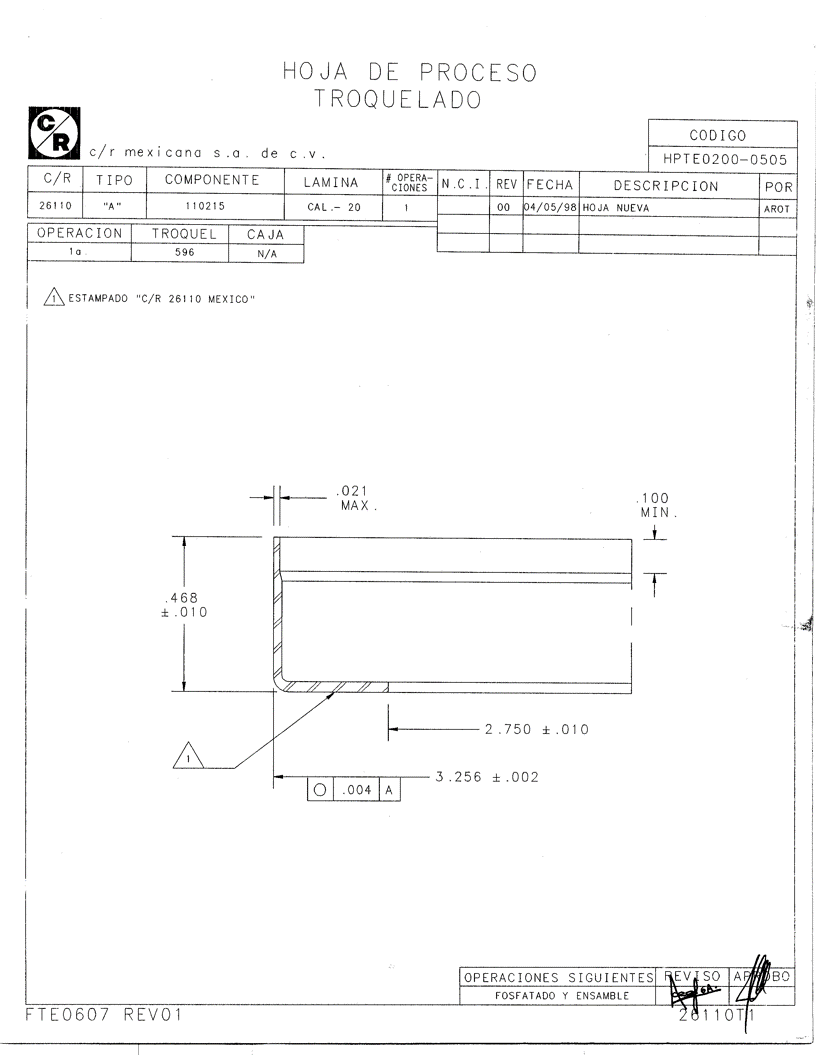 HOJA DE PROCESO
TROQUELADO
C/R
c/r mexicana s.a. de c.v.
CODIGO
HPTE0200-0505
C/R TIPO COMPONENTE LAMINA # OPERA-CIONES N.C.I. REV FECHA DESCRIPCION POR
26110 "A" 110215 CAL.- 20 1 00 04/05/98 HOJA NUEVA AROT
OPERACION TROQUEL CAJA
1a. 596 N/A
1 ESTAMPADO "C/R 26110 MEXICO"
.021
MAX.
.100
MIN.
.468
±.010
2.750 ±.010
1
3.256 ±.002
.004 A
OPERACIONES SIGUIENTES REVISO APROBO
FOSFATADO Y ENSAMBLE
FTE0607 REV01
26110T1